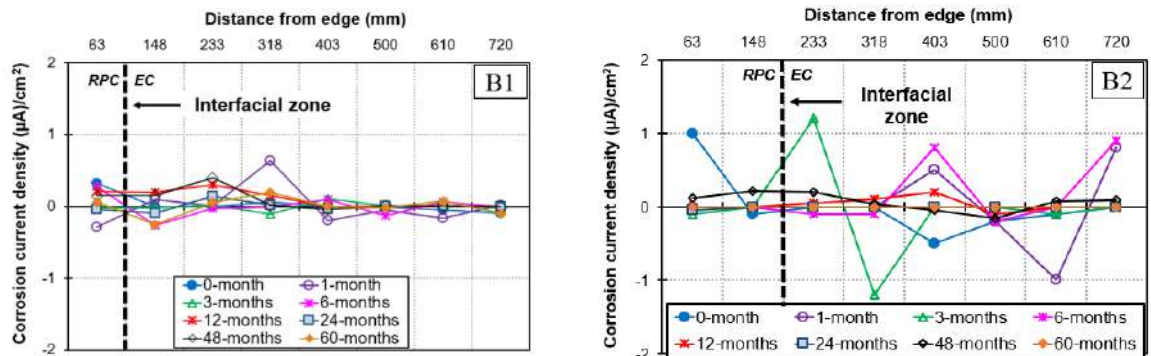 Distance from edge (mm)
63 148 233 318 403 500 610 720
Corrosion current density (µA)/cm²
2
1
0
-1
-2
RPC EC
Interfacial zone
B1
0-month 1-month
3-months 6-months
12-months 24-months
48-months 60-months
Distance from edge (mm)
63 148 233 318 403 500 610 720
Corrosion current density (µA)/cm²
2
1
0
-1
-2
RPC EC
Interfacial
zone
B2
0-month 1-month 3-months 6-months
12-months 24-months 48-months 60-months